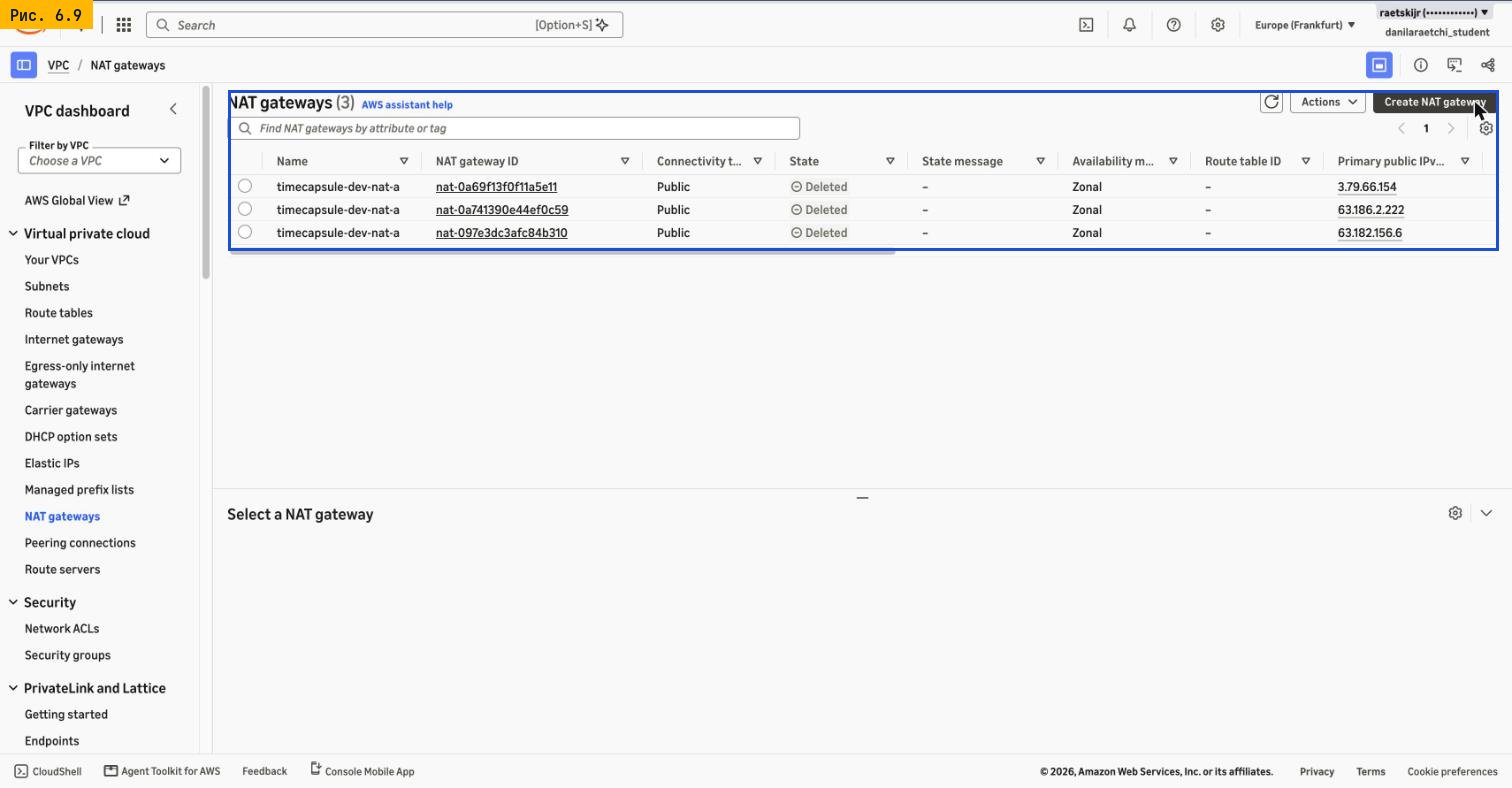 Рис. 6.9
Search [Option+S] Europe (Frankfurt) raetskijr (••••••••••••)
danilaraetchi_student
VPC / NAT gateways
VPC dashboard
Filter by VPC
Choose a VPC
AWS Global View
Virtual private cloud
Your VPCs
Subnets
Route tables
Internet gateways
Egress-only internet
gateways
Carrier gateways
DHCP option sets
Elastic IPs
Managed prefix lists
NAT gateways
Peering connections
Route servers
Security
Network ACLs
Security groups
PrivateLink and Lattice
Getting started
Endpoints
NAT gateways (3) AWS assistant help Actions Create NAT gateway
Find NAT gateways by attribute or tag 1
Name NAT gateway ID Connectivity t... State State message Availability m... Route table ID Primary public IPv...
timecapsule-dev-nat-a nat-0a69f13f0f11a5e11 Public Deleted – Zonal – 3.79.66.154
timecapsule-dev-nat-a nat-0a741390e44ef0c59 Public Deleted – Zonal – 63.186.2.222
timecapsule-dev-nat-a nat-097e3dc3afc84b310 Public Deleted – Zonal – 63.182.156.6
Select a NAT gateway
CloudShell Agent Toolkit for AWS Feedback Console Mobile App © 2026, Amazon Web Services, Inc. or its affiliates. Privacy Terms Cookie preferences